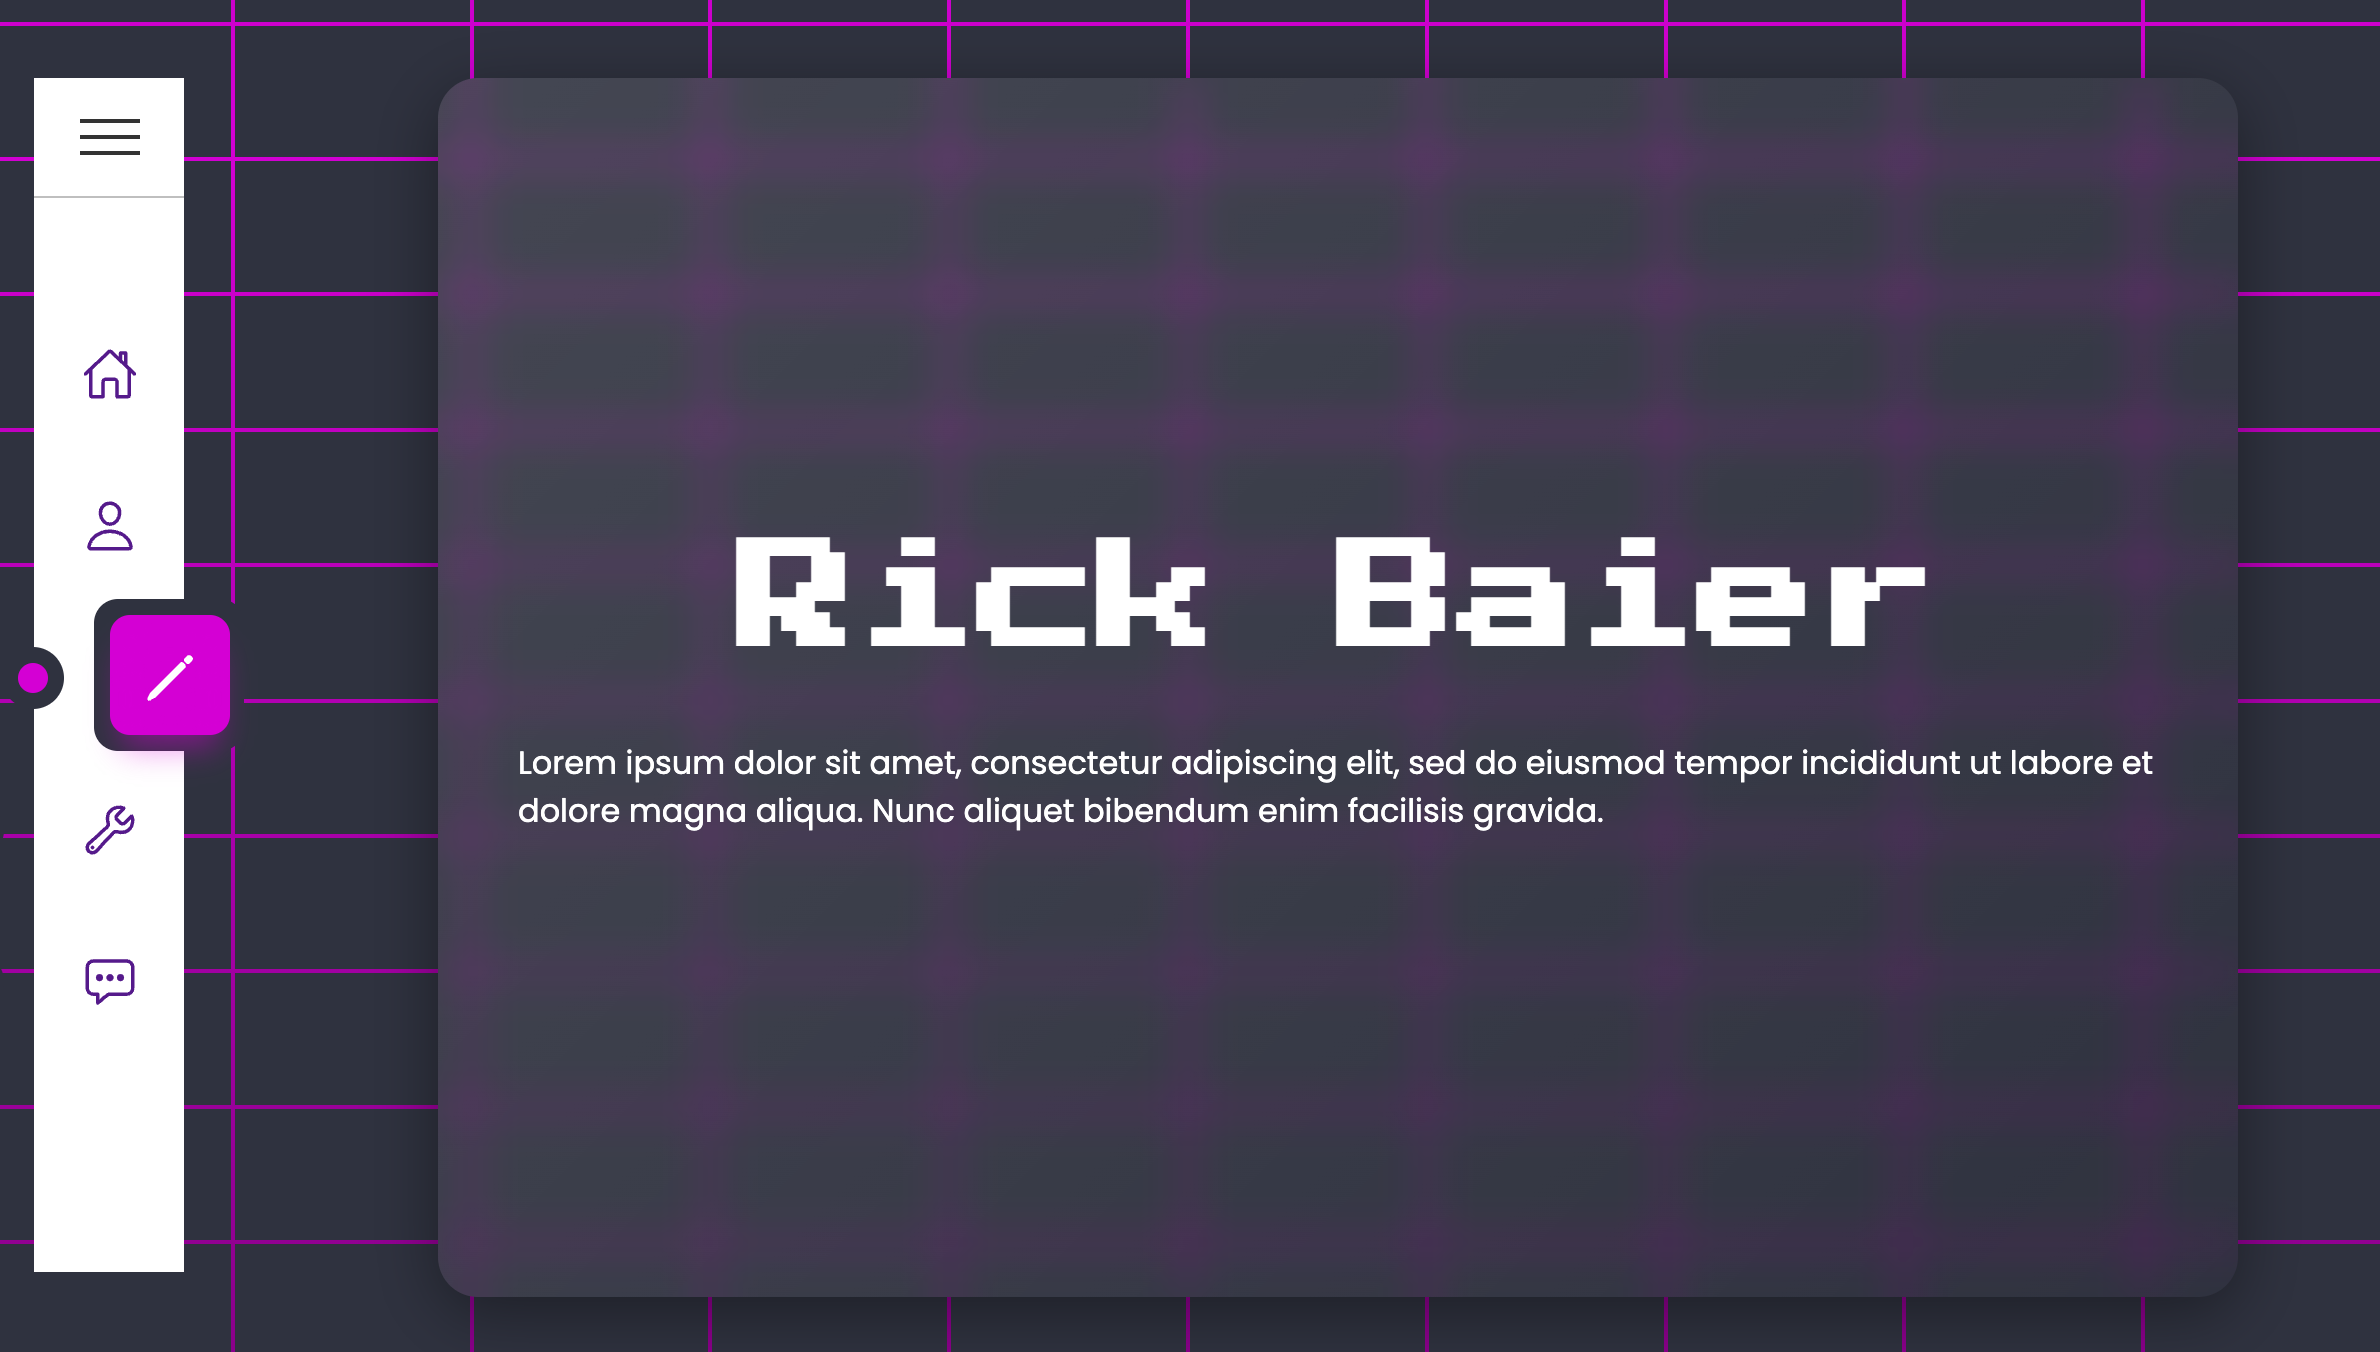 Rick Baier
Lorem ipsum dolor sit amet, consectetur adipiscing elit, sed do eiusmod tempor incididunt ut labore et
dolore magna aliqua. Nunc aliquet bibendum enim facilisis gravida.